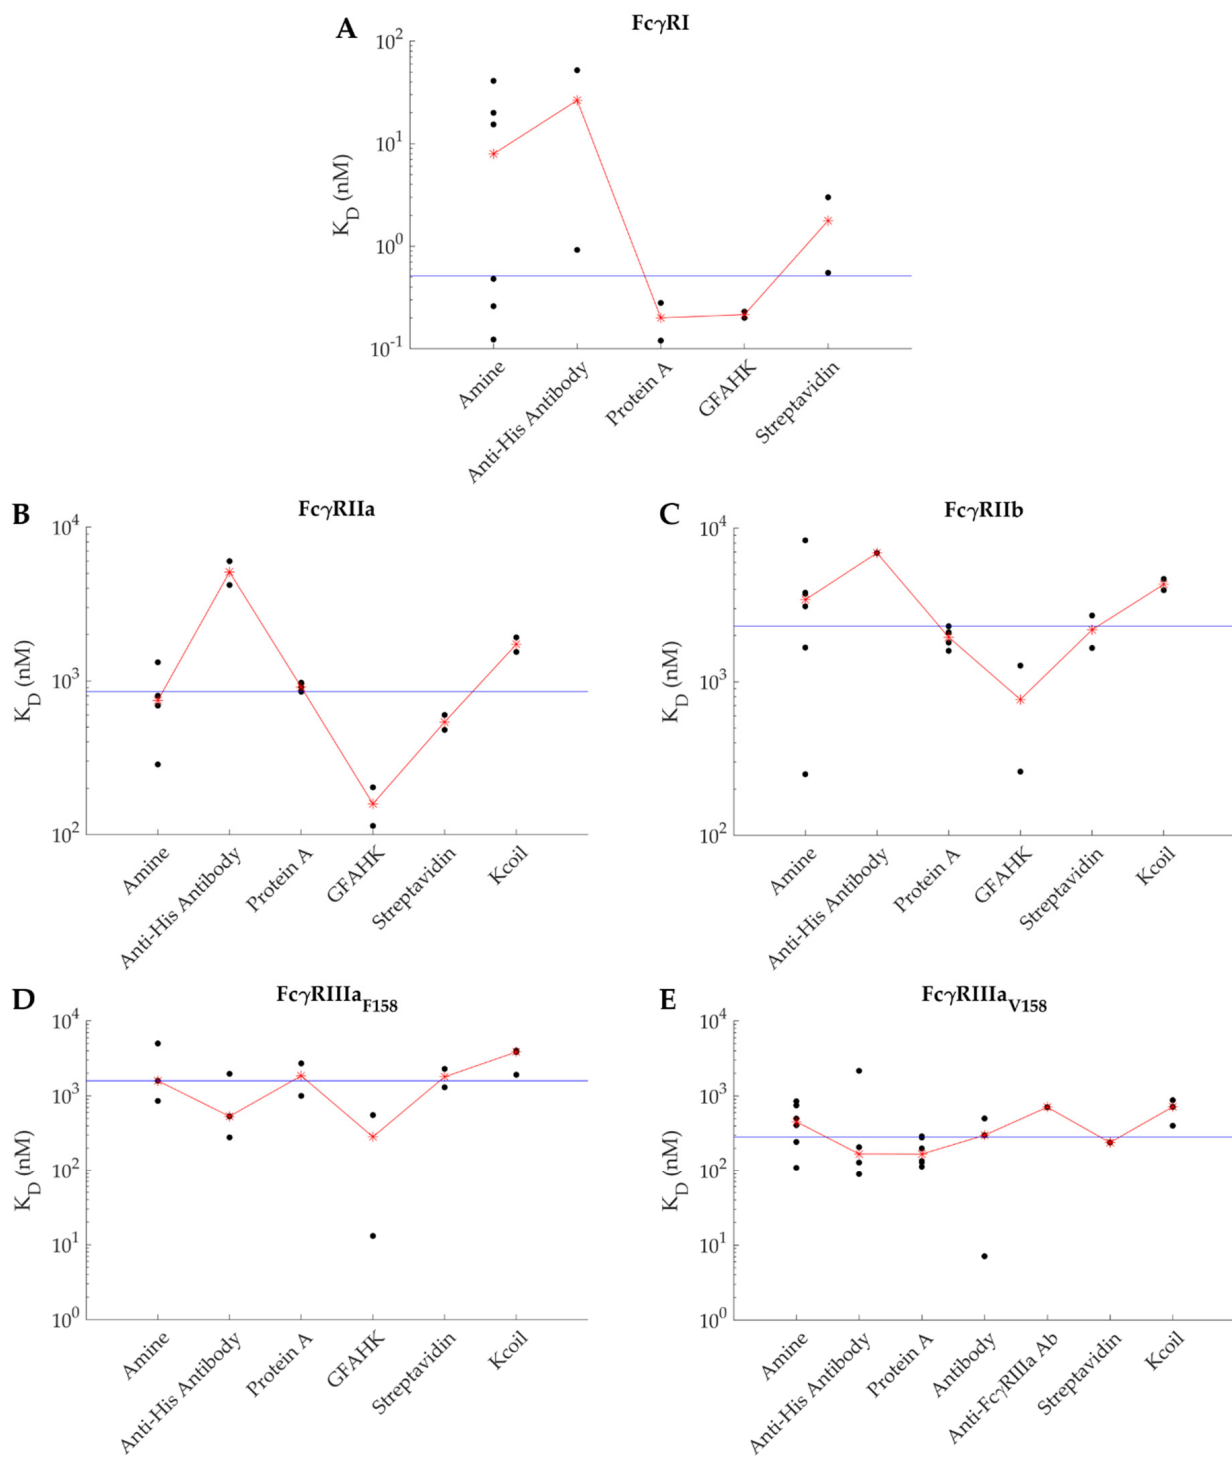 A
FcγRI
K_D (nM)
10^2
10^1
10^0
10^-1
Amine
Anti-His Antibody
Protein A
GFAHK
Streptavidin
B
FcγRIIa
K_D (nM)
10^4
10^3
10^2
Amine
Anti-His Antibody
Protein A
GFAHK
Streptavidin
Kcoil
C
FcγRIIb
K_D (nM)
10^4
10^3
10^2
Amine
Anti-His Antibody
Protein A
GFAHK
Streptavidin
Kcoil
D
FcγRIIIa_F158
K_D (nM)
10^4
10^3
10^2
10^1
10^0
Amine
Anti-His Antibody
Protein A
GFAHK
Streptavidin
Kcoil
E
FcγRIIIa_V158
K_D (nM)
10^4
10^3
10^2
10^1
10^0
Amine
Anti-His Antibody
Protein A
Antibody
Anti-FcγRIIIa Ab
Streptavidin
Kcoil